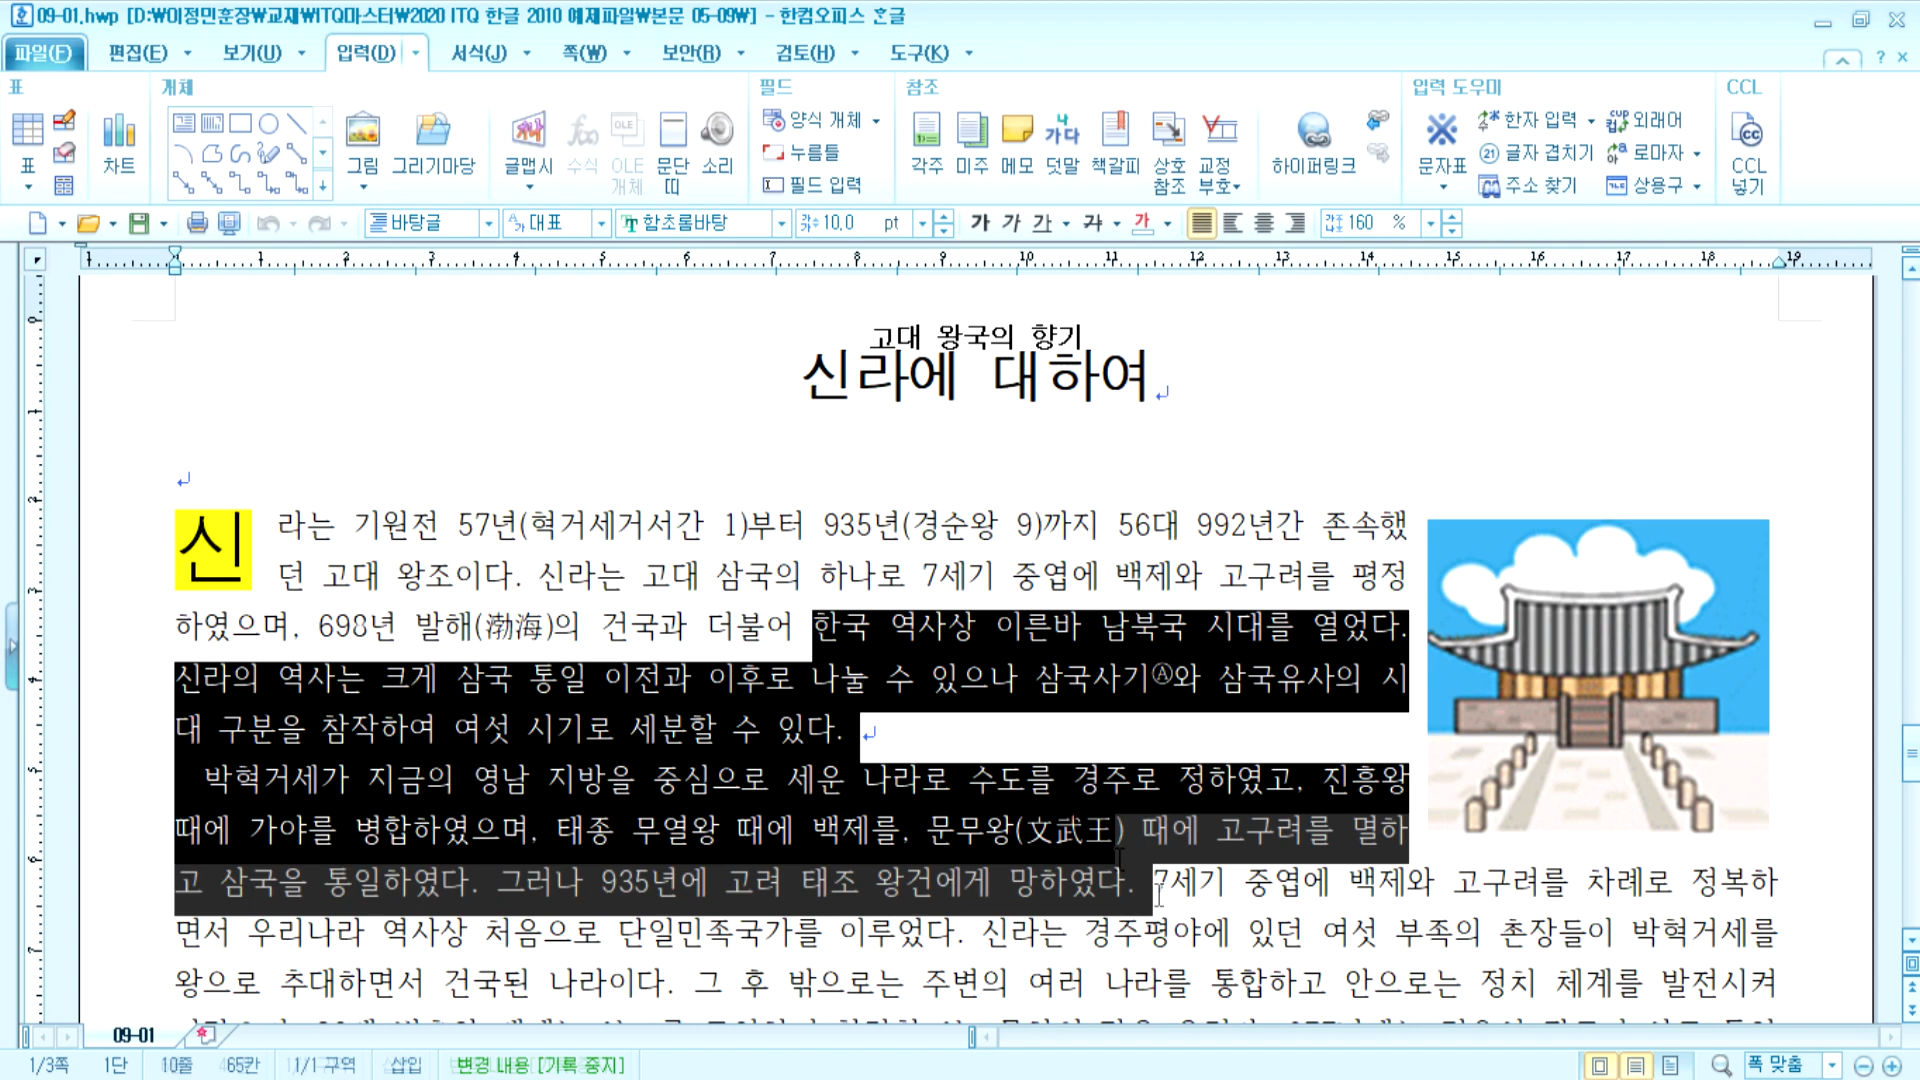 09-01.hwp [D:₩이정민훈장₩교재₩ITQ마스터₩2020 ITQ 한글 2010 예제파일₩본문 05-09₩] - 한컴오피스 한글
파일(F) 편집(E) 보기(U) 입력(D) 서식(J) 쪽(W) 보안(R) 검토(H) 도구(K)
표 개체 필드 참조 입력 도우미 CCL
표 차트 그림 그리기마당 글맵시 수식 OLE 개체 문단 띠 소리
양식 개체
누름틀
필드 입력
각주 미주 메모 덧말 책갈피 상호 참조 교정 부호 하이퍼링크
문자표 한자 입력 외래어
글자 겹치기 로마자
주소 찾기 상용구
CCL 넣기
바탕글 대표 함초롬바탕 10.0 pt 가 가 가 가 가 160 %
1 1 2 3 4 5 6 7 8 9 10 11 12 13 14 15 16 17 18 19
고대 왕국의 향기
신라에 대하여
신라는 기원전 57년(혁거세거서간 1)부터 935년(경순왕 9)까지 56대 992년간 존속했
던 고대 왕조이다. 신라는 고대 삼국의 하나로 7세기 중엽에 백제와 고구려를 평정
하였으며, 698년 발해(渤海)의 건국과 더불어 한국 역사상 이른바 남북국 시대를 열었다.
신라의 역사는 크게 삼국 통일 이전과 이후로 나눌 수 있으나 삼국사기Ⓐ와 삼국유사의 시
대 구분을 참작하여 여섯 시기로 세분할 수 있다.
박혁거세가 지금의 영남 지방을 중심으로 세운 나라로 수도를 경주로 정하였고, 진흥왕
때에 가야를 병합하였으며, 태종 무열왕 때에 백제를, 문무왕(文武王) 때에 고구려를 멸하
고 삼국을 통일하였다. 그러나 935년에 고려 태조 왕건에게 망하였다. 7세기 중엽에 백제와 고구려를 차례로 정복하
면서 우리나라 역사상 처음으로 단일민족국가를 이루었다. 신라는 경주평야에 있던 여섯 부족의 촌장들이 박혁거세를
왕으로 추대하면서 건국된 나라이다. 그 후 밖으로는 주변의 여러 나라를 통합하고 안으로는 정치 체계를 발전시켜
09-01
1/3쪽 1단 10줄 465칸 1/1 구역 삽입 변경 내용 [기록 중지] 폭 맞춤